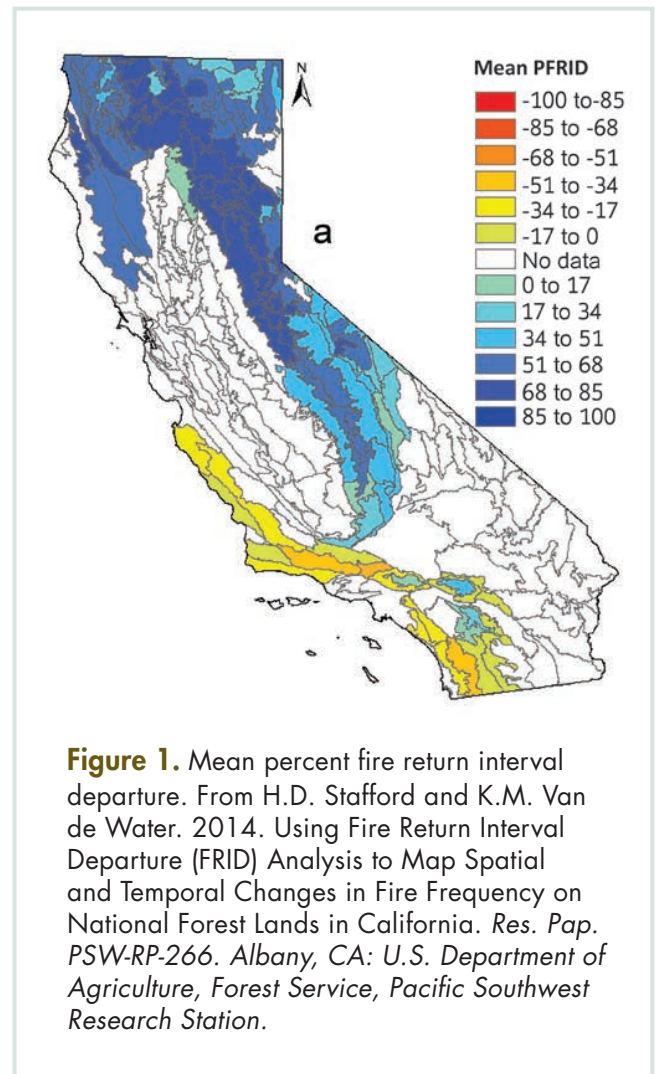 N
Mean PFRID
-100 to-85
-85 to -68
-68 to -51
-51 to -34
-34 to -17
-17 to 0
No data
0 to 17
17 to 34
34 to 51
51 to 68
68 to 85
85 to 100
a
Figure 1. Mean percent fire return interval
departure. From H.D. Stafford and K.M. Van
de Water. 2014. Using Fire Return Interval
Departure (FRID) Analysis to Map Spatial
and Temporal Changes in Fire Frequency on
National Forest Lands in California. Res. Pap.
PSW-RP-266. Albany, CA: U.S. Department of
Agriculture, Forest Service, Pacific Southwest
Research Station.